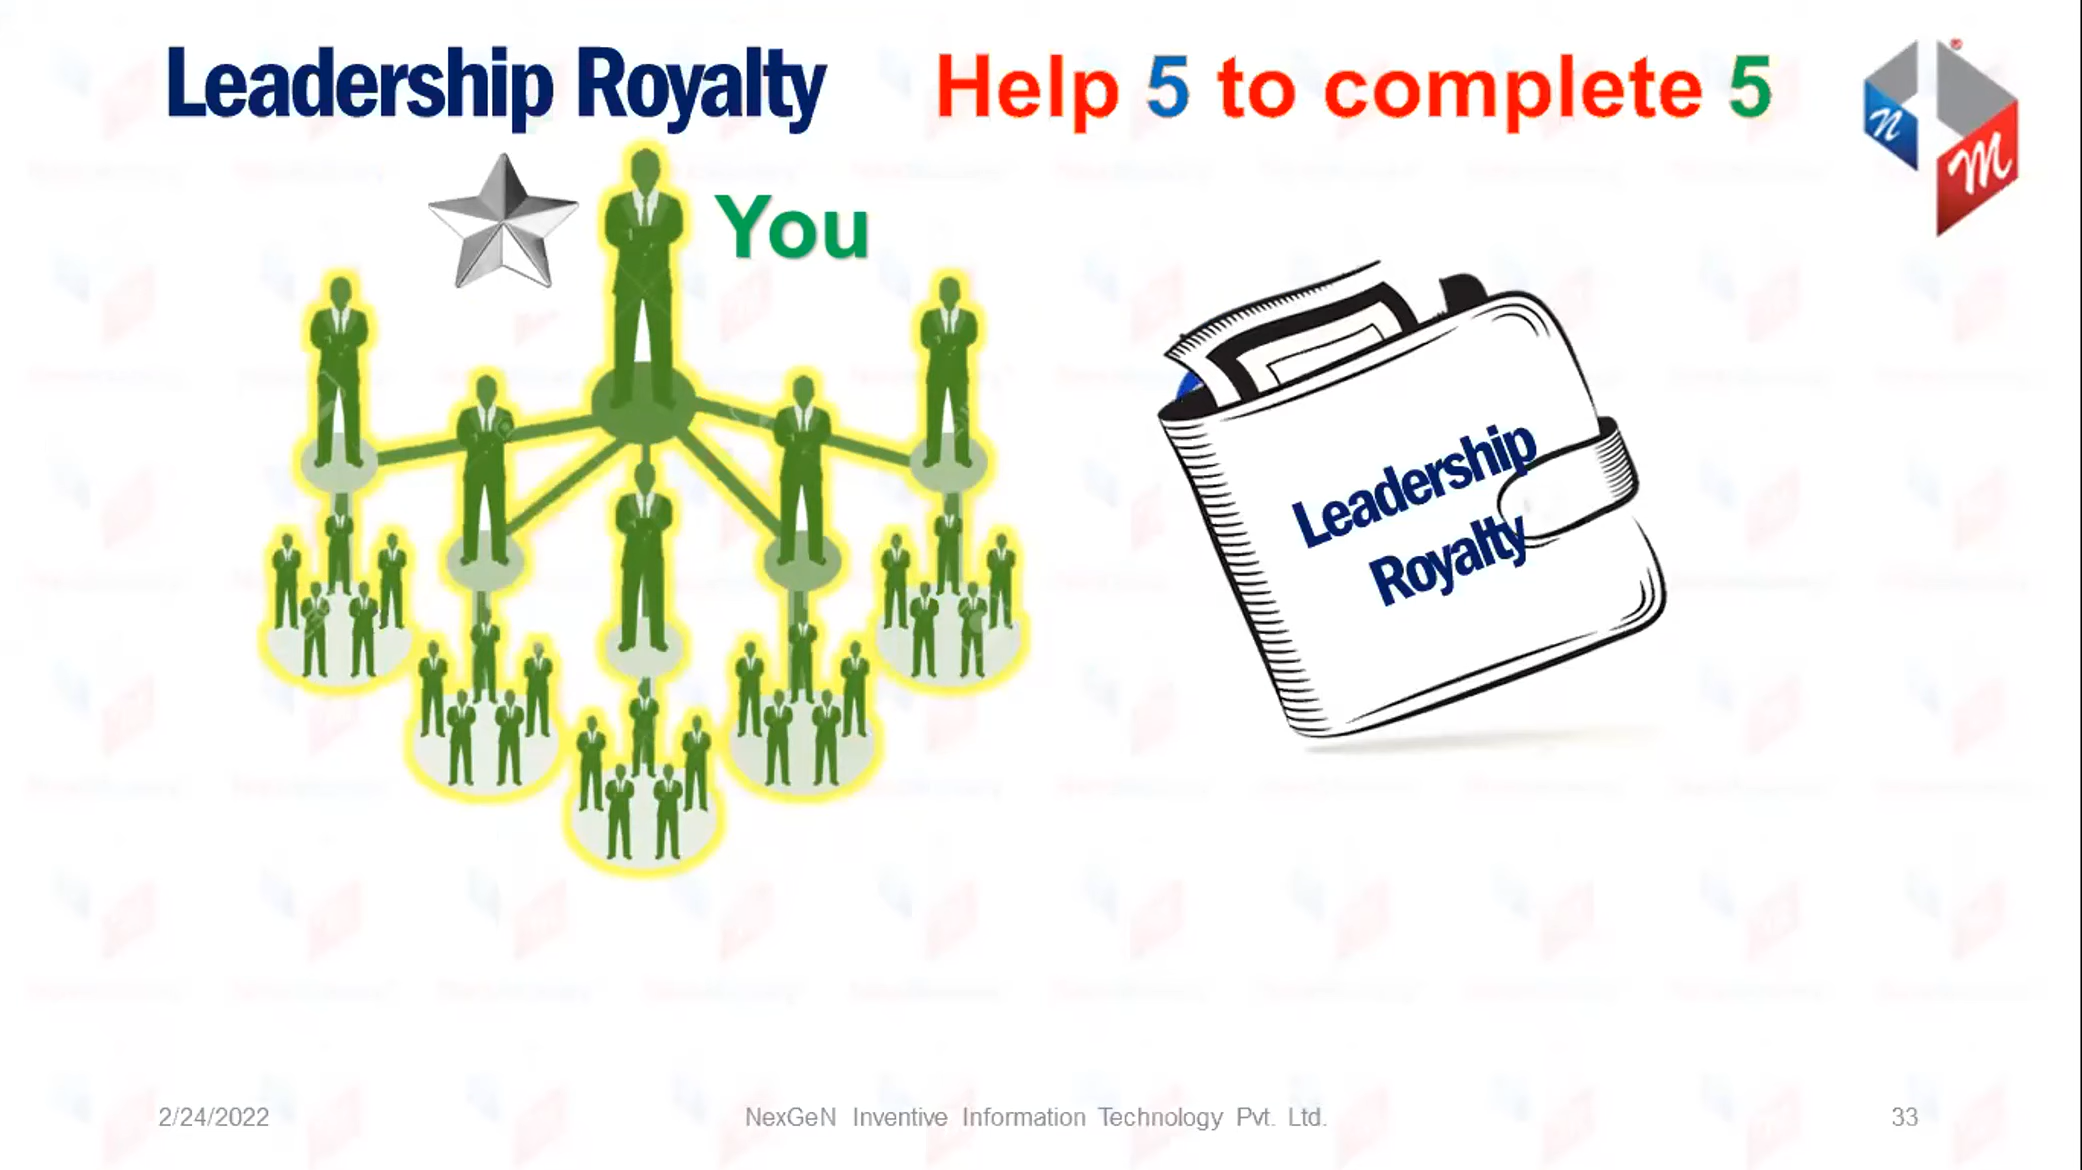 Leadership Royalty
Help 5 to complete 5
n
M
®
You
Leadership
Royalty
2/24/2022
NexGeN Inventive Information Technology Pvt. Ltd.
33